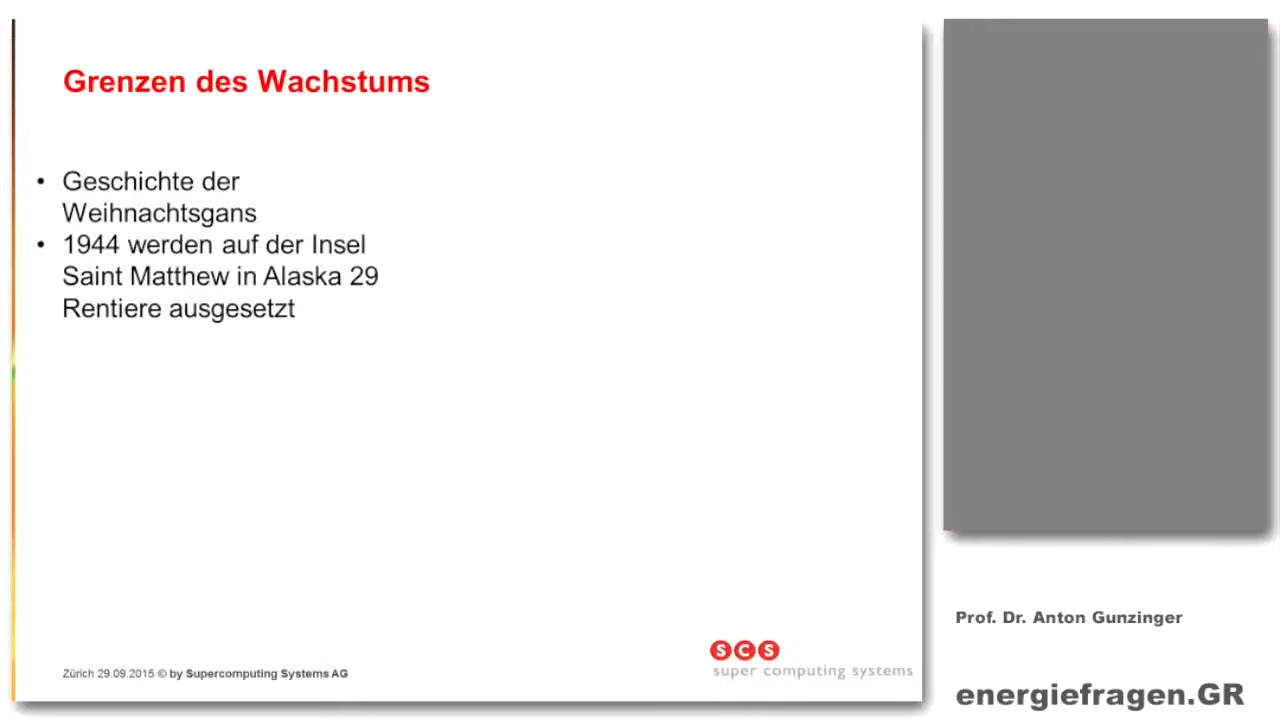 Grenzen des Wachstums
• Geschichte der
Weihnachtsgans
• 1944 werden auf der Insel
Saint Matthew in Alaska 29
Rentiere ausgesetzt
Zürich 29.09.2015 © by Supercomputing Systems AG
SCS
super computing systems
Prof. Dr. Anton Gunzinger
energiefragen.GR